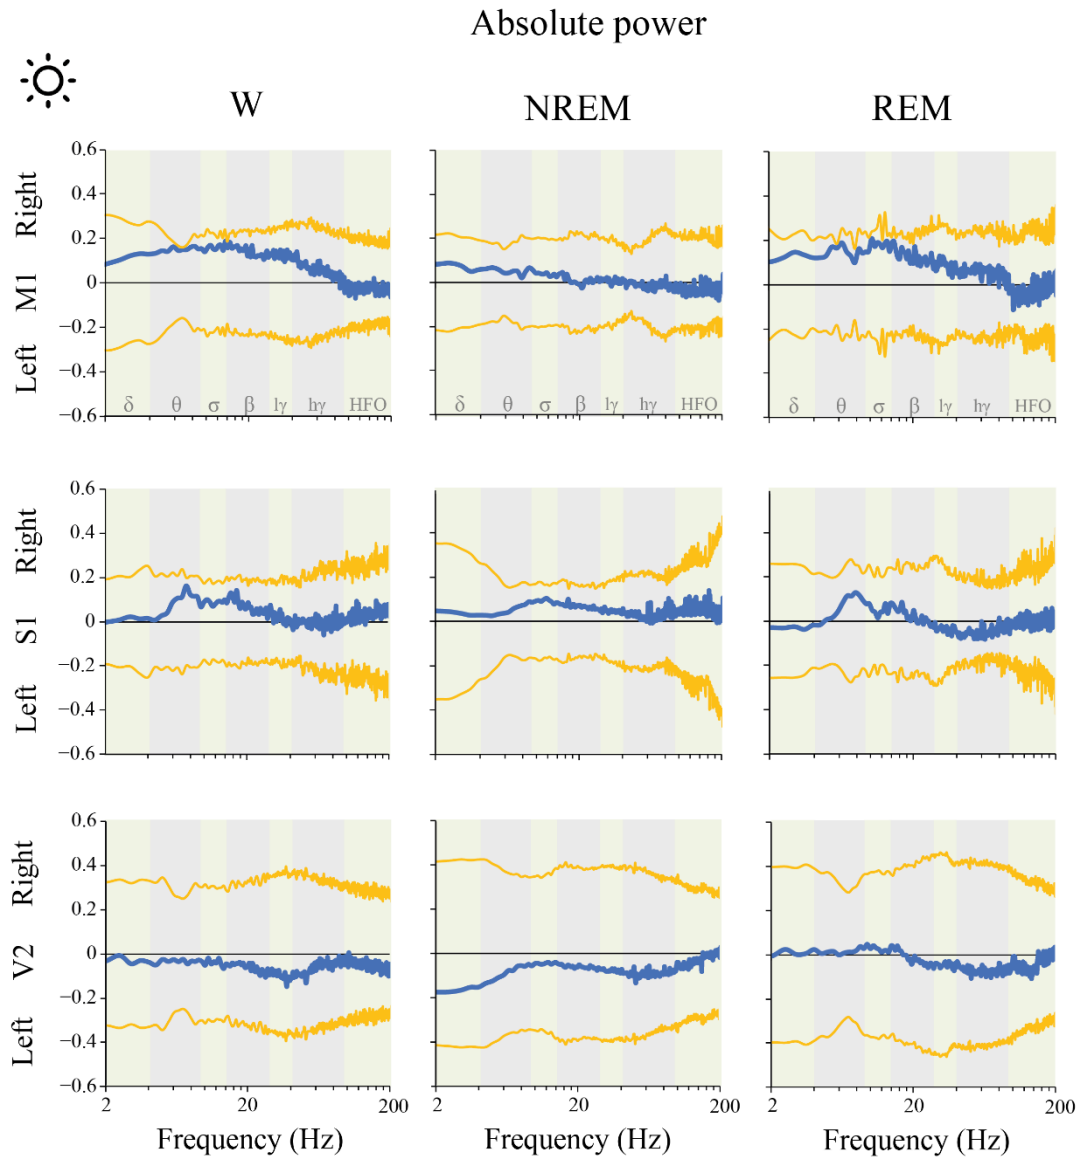 Absolute power
W NREM REM
0.6
0.4
0.2
0
−0.2
−0.4
−0.6
Left M1 Right
δ θ σ β lγ hγ HFO
δ θ σ β lγ hγ HFO
δ θ σ β lγ hγ HFO
0.6
0.4
0.2
0
−0.2
−0.4
−0.6
Left S1 Right
0.6
0.4
0.2
0
−0.2
−0.4
−0.6
Left V2 Right
2 20 200
2 20
2 20 200
Frequency (Hz) Frequency (Hz) Frequency (Hz)